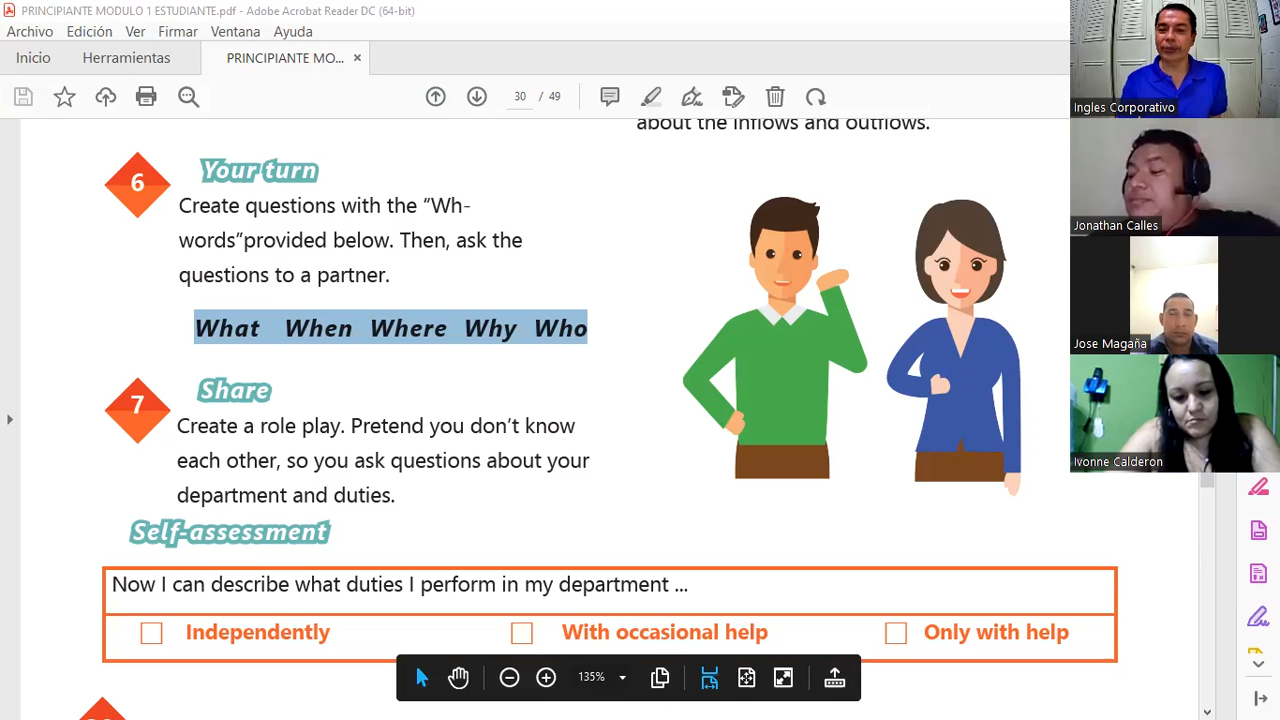 PRINCIPIANTE MODULO 1 ESTUDIANTE.pdf - Adobe Acrobat Reader DC (64-bit)
Archivo Edición Ver Firmar Ventana Ayuda
Inicio Herramientas PRINCIPIANTE MO... ×
30 / 49
about the inflows and outflows.
6 Your turn
Create questions with the “Wh-
words”provided below. Then, ask the
questions to a partner.
What When Where Why Who
7 Share
Create a role play. Pretend you don’t know
each other, so you ask questions about your
department and duties.
Self-assessment
Now I can describe what duties I perform in my department ...
Independently With occasional help Only with help
135%
Ingles Corporativo
Jonathan Calles
Jose Magaña
Ivonne Calderon